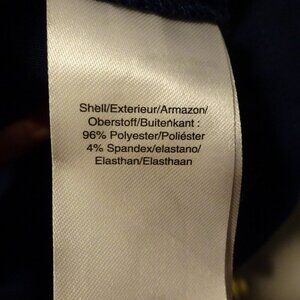 Shell/Exterieur/Armazon/
Oberstoff/Buitenkant :
96% Polyester/Poliéster
4% Spandex/elastano/
Elasthan/Elasthaan